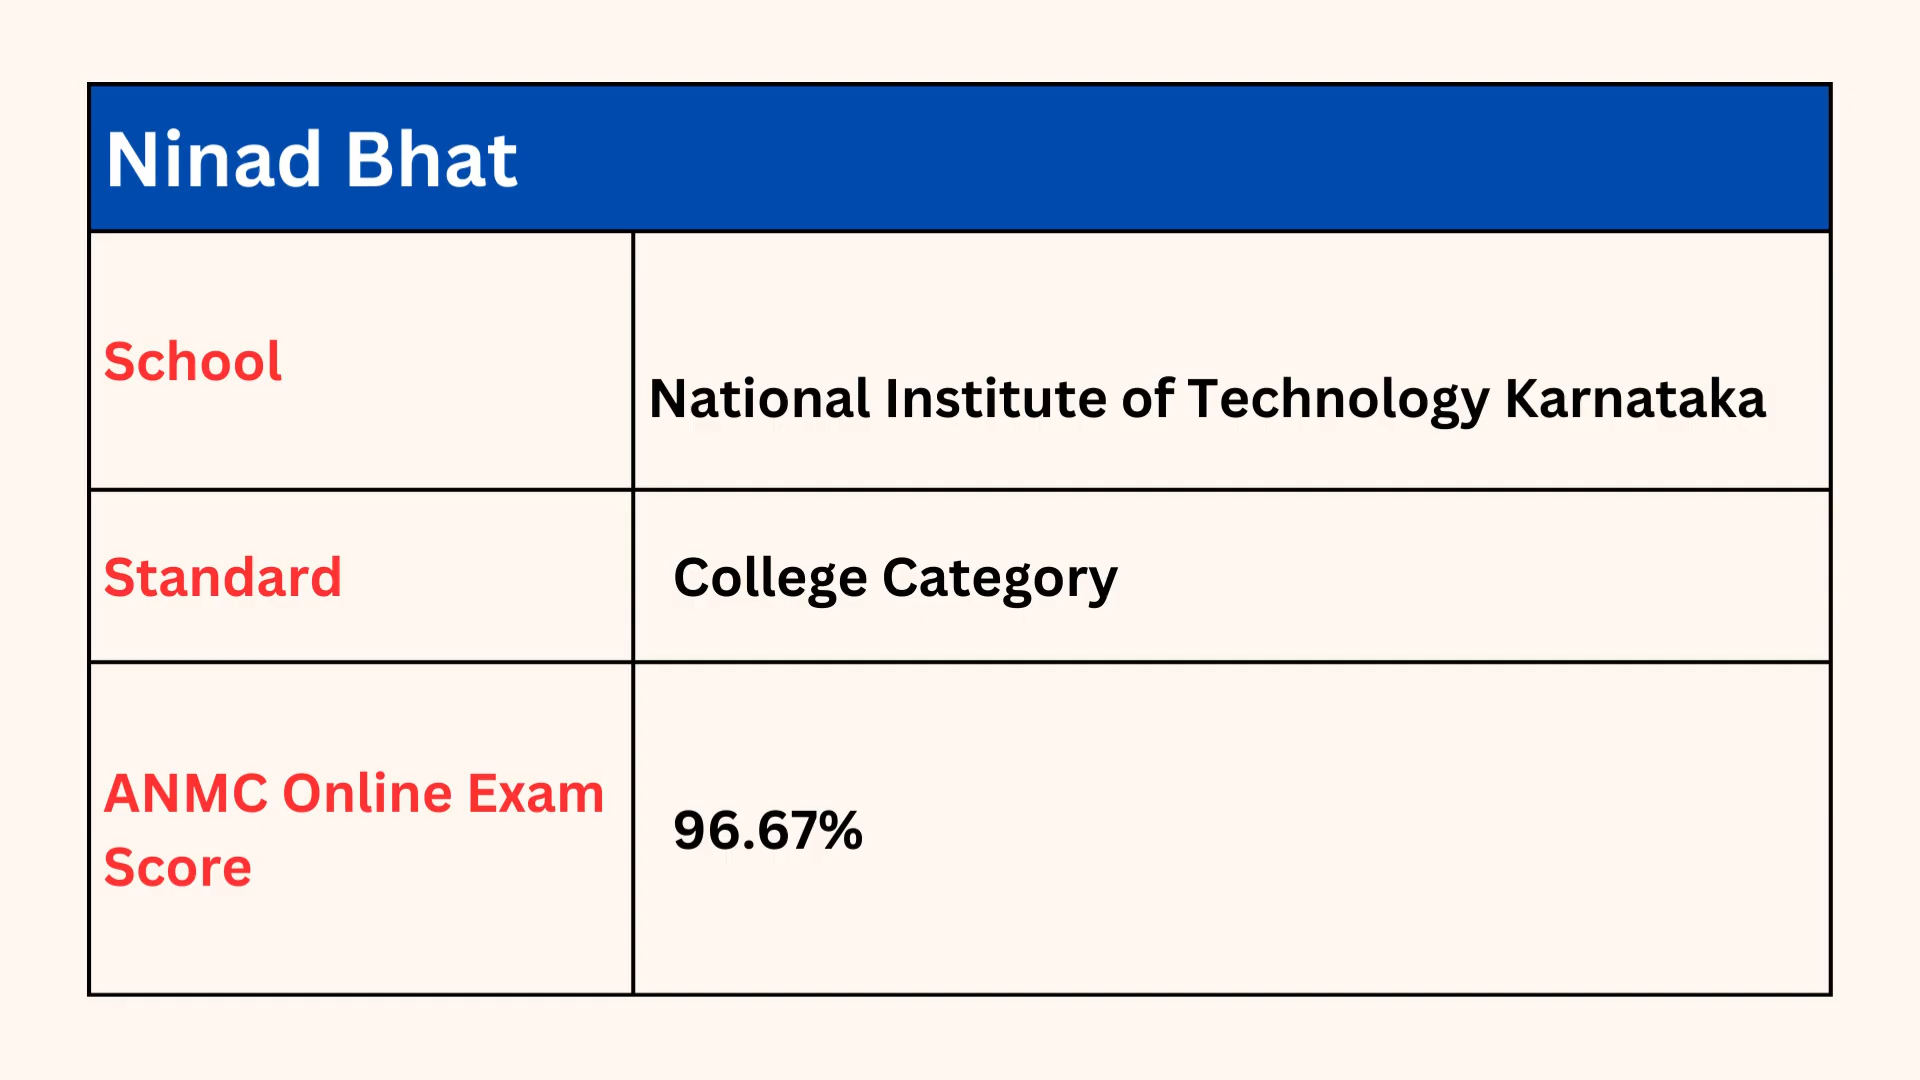 Ninad Bhat
School
National Institute of Technology Karnataka
Standard
College Category
ANMC Online Exam
Score
96.67%